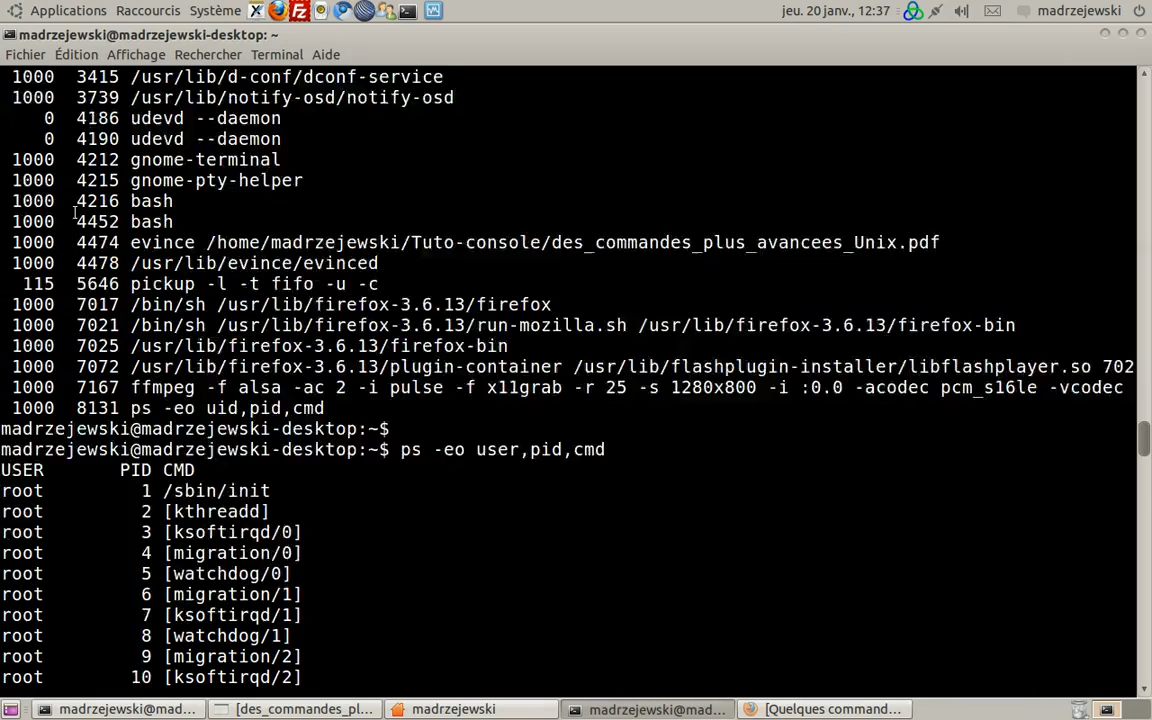 Applications Raccourcis Système jeu. 20 janv., 12:37 madrzejewski
madrzejewski@madrzejewski-desktop: ~
Fichier Édition Affichage Rechercher Terminal Aide
1000 3415 /usr/lib/d-conf/dconf-service
1000 3739 /usr/lib/notify-osd/notify-osd
0 4186 udevd --daemon
0 4190 udevd --daemon
1000 4212 gnome-terminal
1000 4215 gnome-pty-helper
1000 4216 bash
1000 4452 bash
1000 4474 evince /home/madrzejewski/Tuto-console/des_commandes_plus_avancees_Unix.pdf
1000 4478 /usr/lib/evince/evinced
115 5646 pickup -l -t fifo -u -c
1000 7017 /bin/sh /usr/lib/firefox-3.6.13/firefox
1000 7021 /bin/sh /usr/lib/firefox-3.6.13/run-mozilla.sh /usr/lib/firefox-3.6.13/firefox-bin
1000 7025 /usr/lib/firefox-3.6.13/firefox-bin
1000 7072 /usr/lib/firefox-3.6.13/plugin-container /usr/lib/flashplugin-installer/libflashplayer.so 702
1000 7167 ffmpeg -f alsa -ac 2 -i pulse -f x11grab -r 25 -s 1280x800 -i :0.0 -acodec pcm_s16le -vcodec
1000 8131 ps -eo uid,pid,cmd
madrzejewski@madrzejewski-desktop:~$
madrzejewski@madrzejewski-desktop:~$ ps -eo user,pid,cmd
USER PID CMD
root 1 /sbin/init
root 2 [kthreadd]
root 3 [ksoftirqd/0]
root 4 [migration/0]
root 5 [watchdog/0]
root 6 [migration/1]
root 7 [ksoftirqd/1]
root 8 [watchdog/1]
root 9 [migration/2]
root 10 [ksoftirqd/2]
madrzejewski@mad... [des_commandes_pl... madrzejewski madrzejewski@mad... [Quelques command...